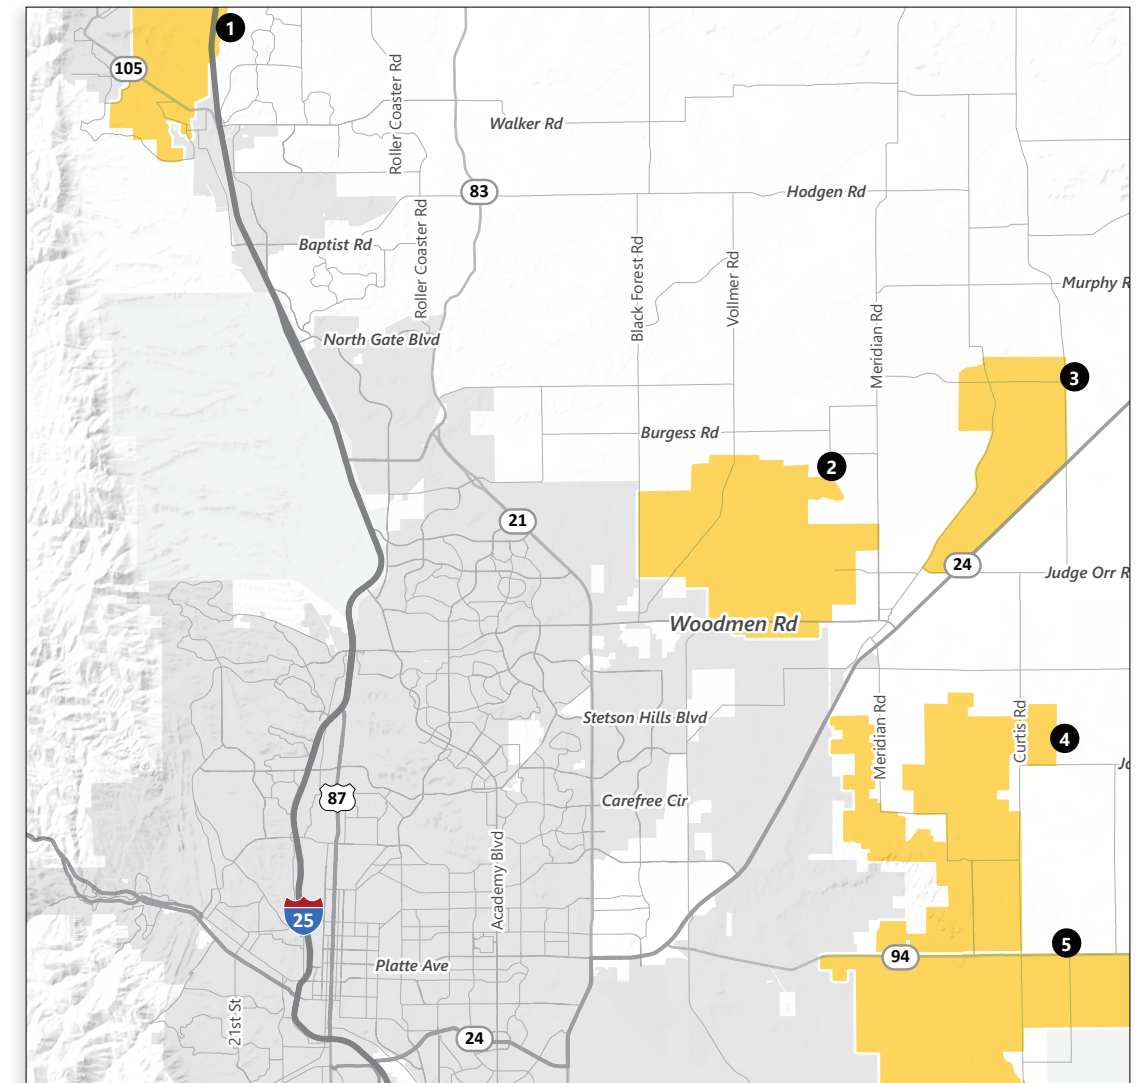 1
105
Roller Coaster Rd
Walker Rd
83
Hodgen Rd
Baptist Rd
Roller Coaster Rd
Black Forest Rd
Vollmer Rd
Murphy R
North Gate Blvd
Meridian Rd
3
Burgess Rd
2
21
24
Judge Orr R
Woodmen Rd
Stetson Hills Blvd
Meridian Rd
Curtis Rd
4
Jo
87
Carefree Cir
Academy Blvd
25
5
94
Platte Ave
21st St
24